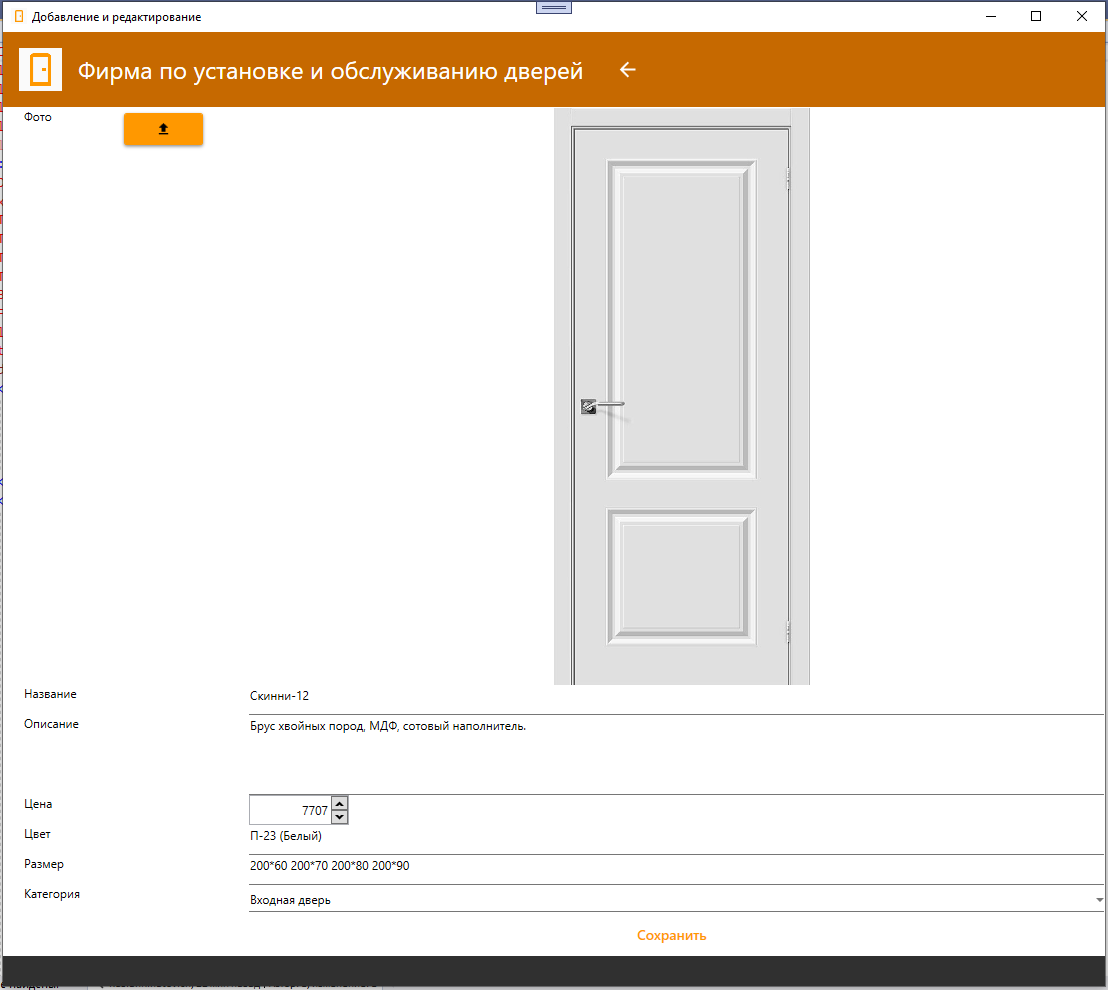 Добавление и редактирование
Фирма по установке и обслуживанию дверей
Фото
Название Скинни-12
Описание Брус хвойных пород, МДФ, сотовый наполнитель.
Цена 7707
Цвет П-23 (Белый)
Размер 200*60 200*70 200*80 200*90
Категория Входная дверь
Сохранить